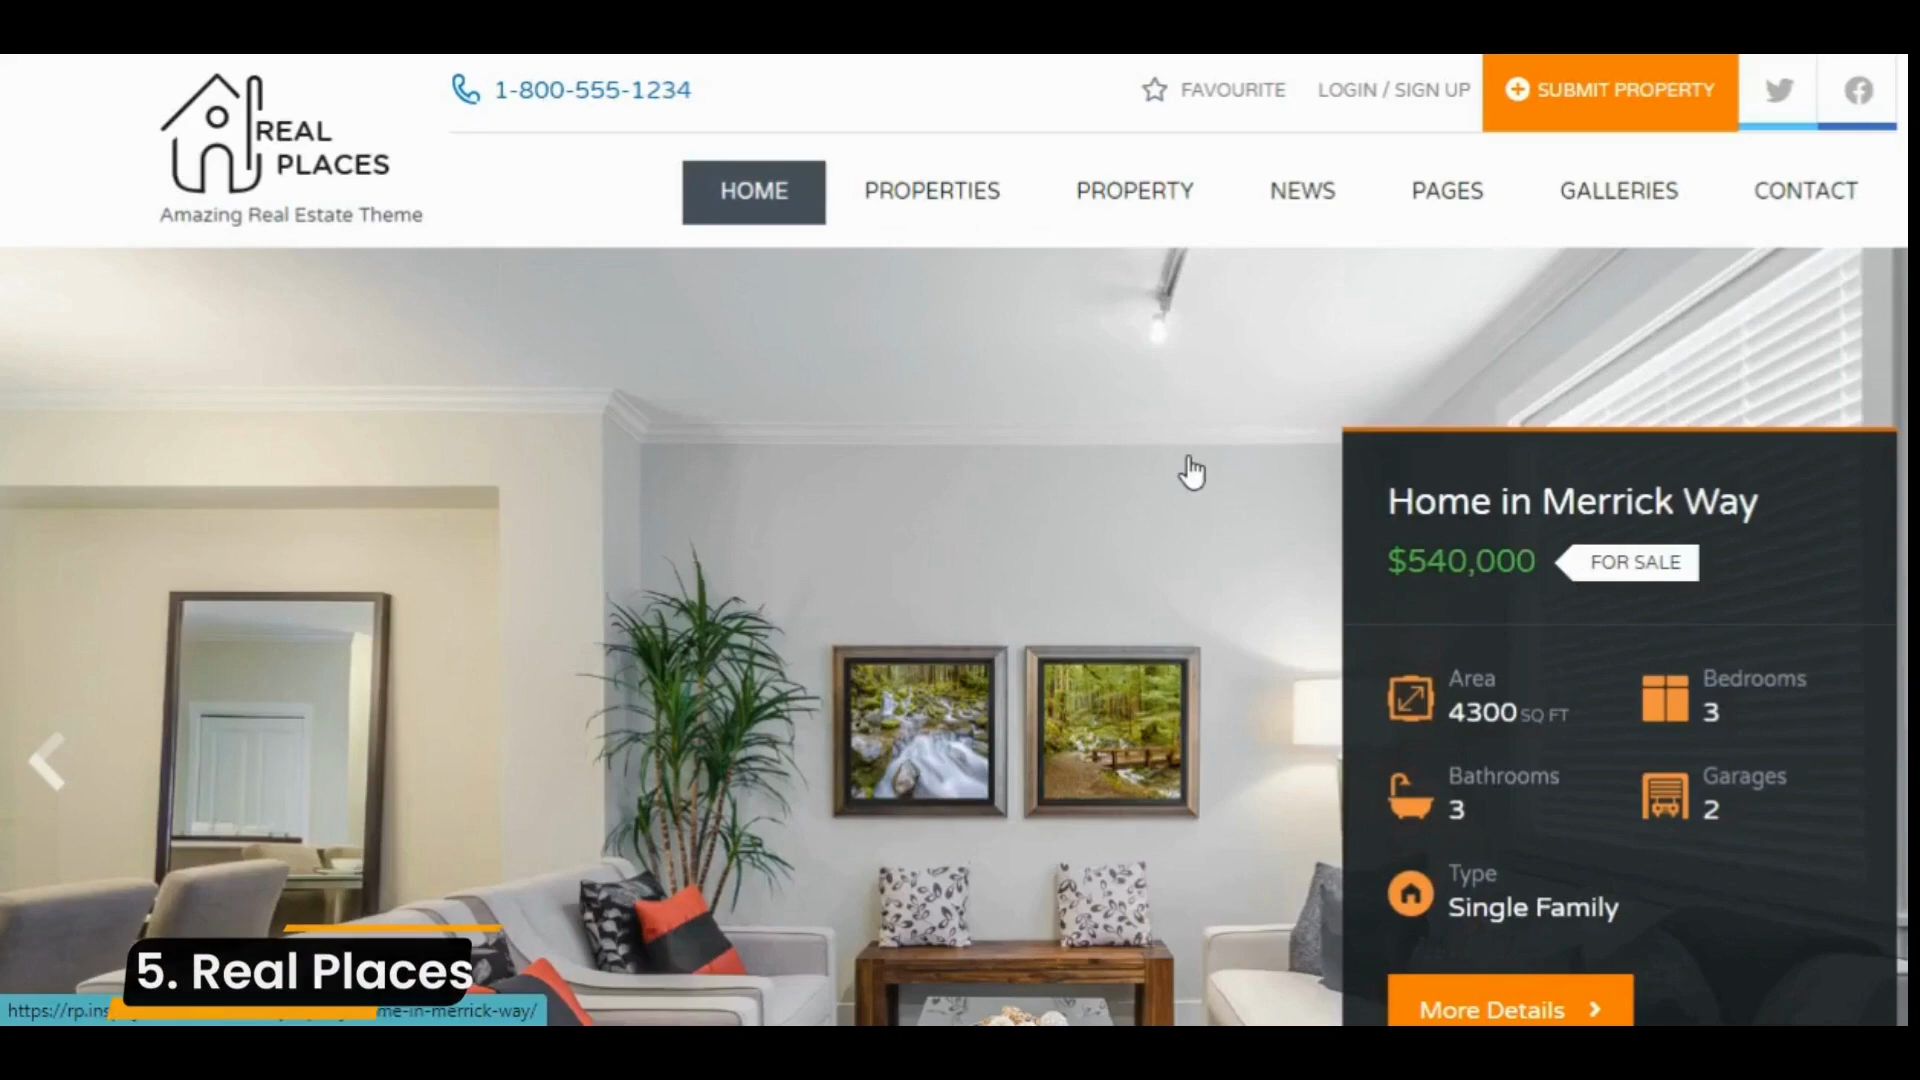 REAL
PLACES
Amazing Real Estate Theme
1-800-555-1234
FAVOURITE
LOGIN / SIGN UP
SUBMIT PROPERTY
HOME
PROPERTIES
PROPERTY
NEWS
PAGES
GALLERIES
CONTACT
Home in Merrick Way
$540,000
FOR SALE
Area
4300 SQ FT
Bedrooms
3
Bathrooms
3
Garages
2
Type
Single Family
More Details
5. Real Places
https://rp.ins
me-in-merrick-way/